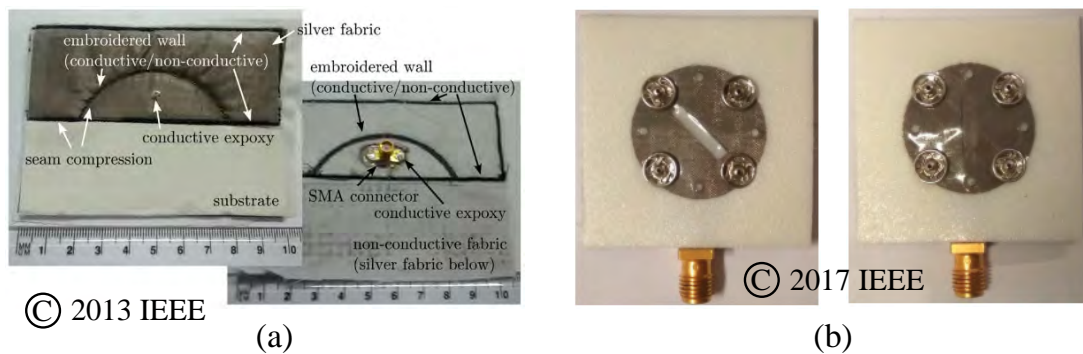 silver fabric
embroidered wall
(conductive/non-conductive)
conductive expoxy
seam compression
substrate
MM
CM 1 2 3 4 5 6 7 8 9 10
embroidered wall
(conductive/non-conductive)
SMA connector
conductive expoxy
non-conductive fabric
(silver fabric below)
1 2 3 4 5 6 7 8 9 10
© 2013 IEEE
(a)
© 2017 IEEE
(b)